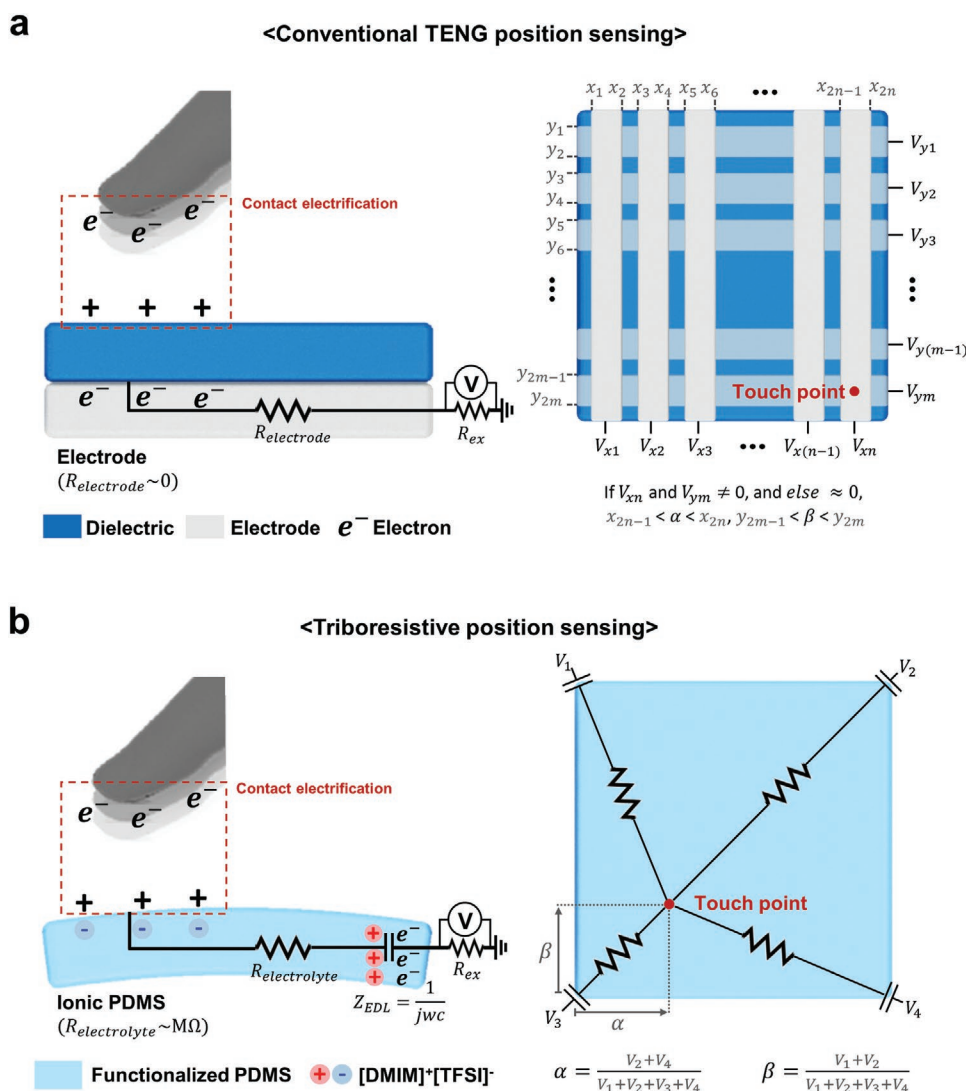 a
<Conventional TENG position sensing>
e⁻ e⁻ e⁻
Contact electrification
+ + +
e⁻ e⁻ e⁻
R_electrode
V
R_ex
Electrode
(R_electrode~0)
Dielectric Electrode e⁻ Electron
x₁ x₂ x₃ x₄ x₅ x₆ ••• x₂ₙ₋₁ x₂ₙ
y₁
y₂
y₃
y₄
y₅
y₆
•••
y₂ₘ₋₁
y₂ₘ
V_y1
V_y2
V_y3
•••
V_y(m−1)
V_ym
Touch point
V_x1 V_x2 V_x3 ••• V_x(n−1) V_xn
If V_xn and V_ym ≠ 0, and else ≈ 0,
x₂ₙ₋₁ < α < x₂ₙ, y₂ₘ₋₁ < β < y₂ₘ
b
<Triboresistive position sensing>
e⁻ e⁻ e⁻
Contact electrification
+ + +
- - -
R_electrolyte
+ e⁻
+ e⁻
+ e⁻
V
R_ex
Z_EDL = 1/jwc
Ionic PDMS
(R_electrolyte~MΩ)
Functionalized PDMS + - [DMIM]⁺[TFSI]⁻
V₁
V₂
Touch point
β
V₃
α
V₄
α = (V₂+V₄)/(V₁+V₂+V₃+V₄) β = (V₁+V₂)/(V₁+V₂+V₃+V₄)